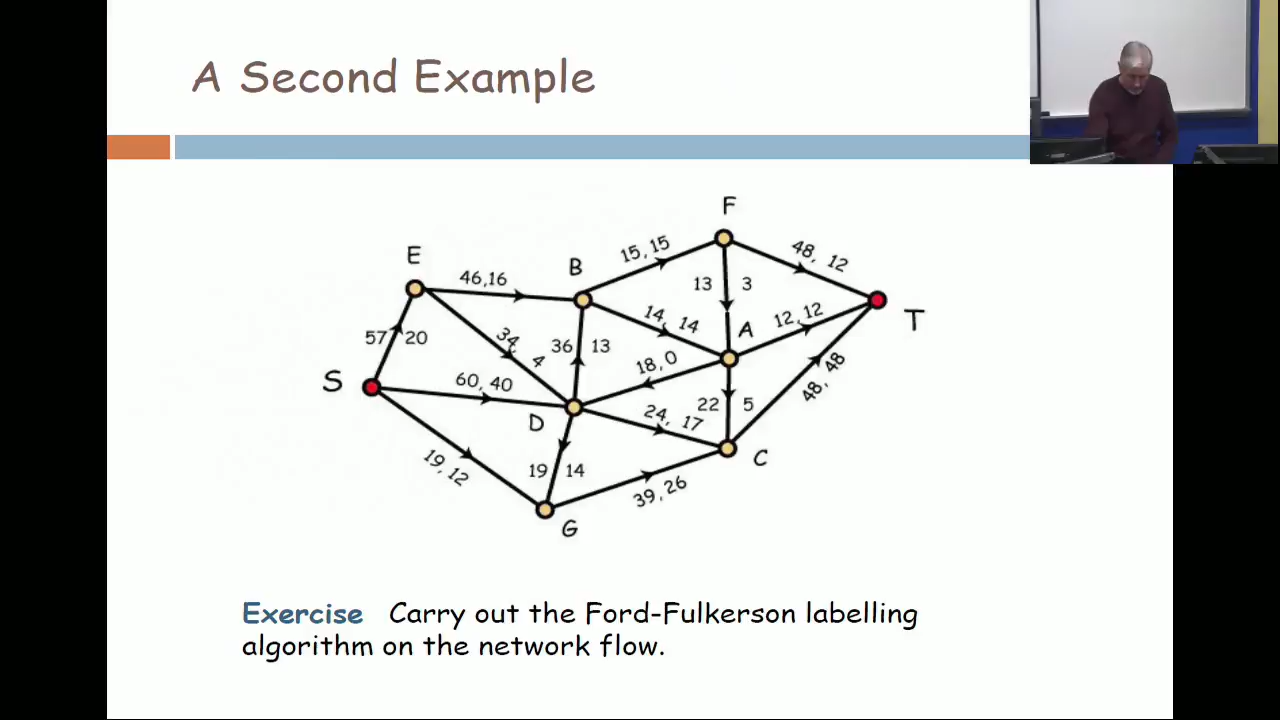 A Second Example
F
E
B
15, 15
48, 12
46,16
13 3
14, 14
A
12, 12
T
57 20
34, 4
36 13
18, 0
S
60, 40
48, 48
D
24, 17
22 5
C
19, 12
19 14
39, 26
G
Exercise Carry out the Ford-Fulkerson labelling
algorithm on the network flow.